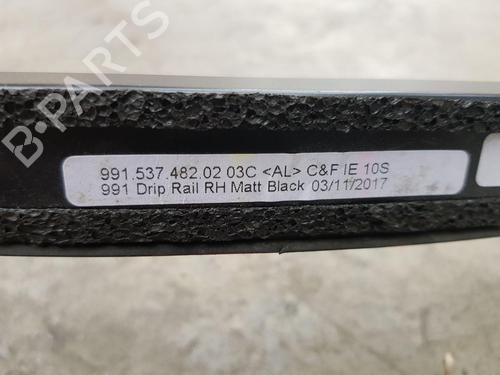 991.537.482.02 03C <AL> C&F IE 10S
991 Drip Rail RH Matt Black 03/11/2017
B-PARTS